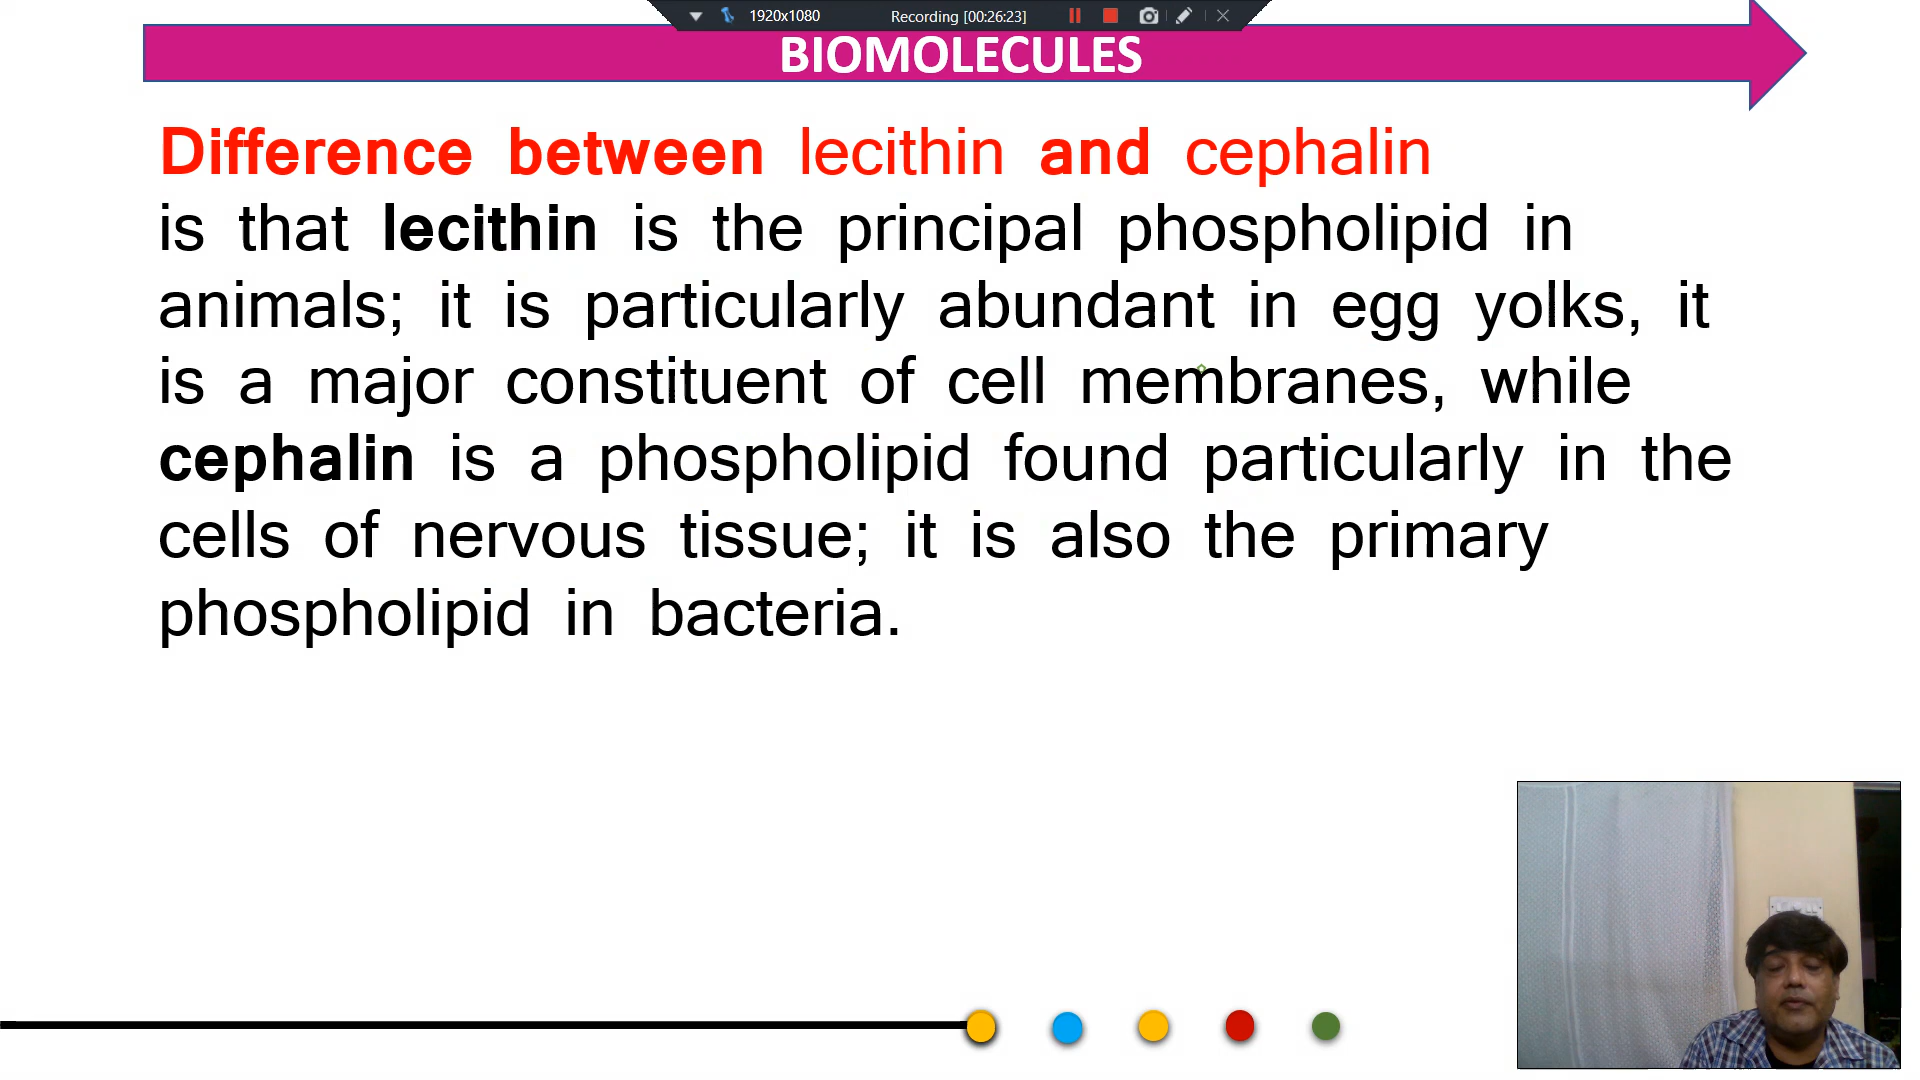 1920x1080 Recording [00:26:23]
BIOMOLECULES
Difference between lecithin and cephalin
is that lecithin is the principal phospholipid in
animals; it is particularly abundant in egg yolks, it
is a major constituent of cell membranes, while
cephalin is a phospholipid found particularly in the
cells of nervous tissue; it is also the primary
phospholipid in bacteria.